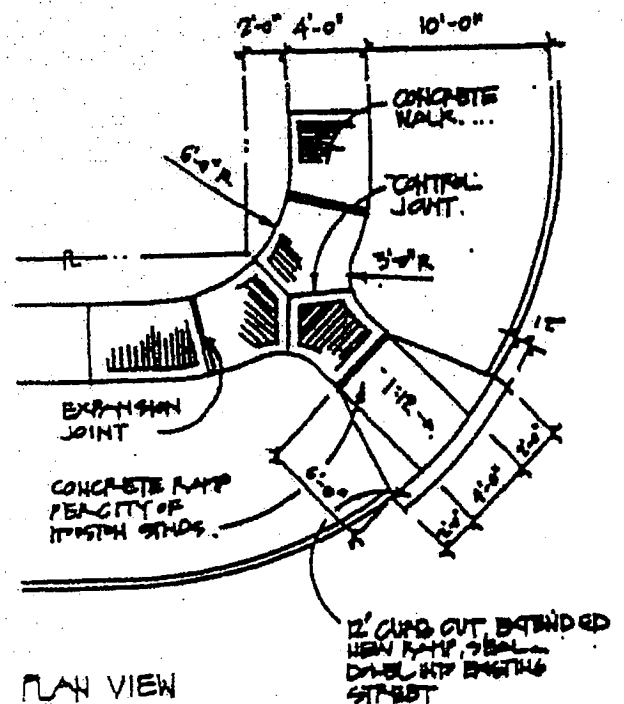 2'-0" 4'-0" 10'-0"
CONCRETE
WALK....
6'-0" R
CONTROL
JOINT.
3'-0" R
PL
EXPANSION
JOINT
1:12
CONCRETE RAMP
PER CITY OF
HOUSTON STNDS.
6'-0"
2'-0"
4'-0"
2'-0"
12" CURB CUT, EXTENDED
NEW RAMP, SEAL
DOWEL INTO EXISTING
STREET
PLAN VIEW